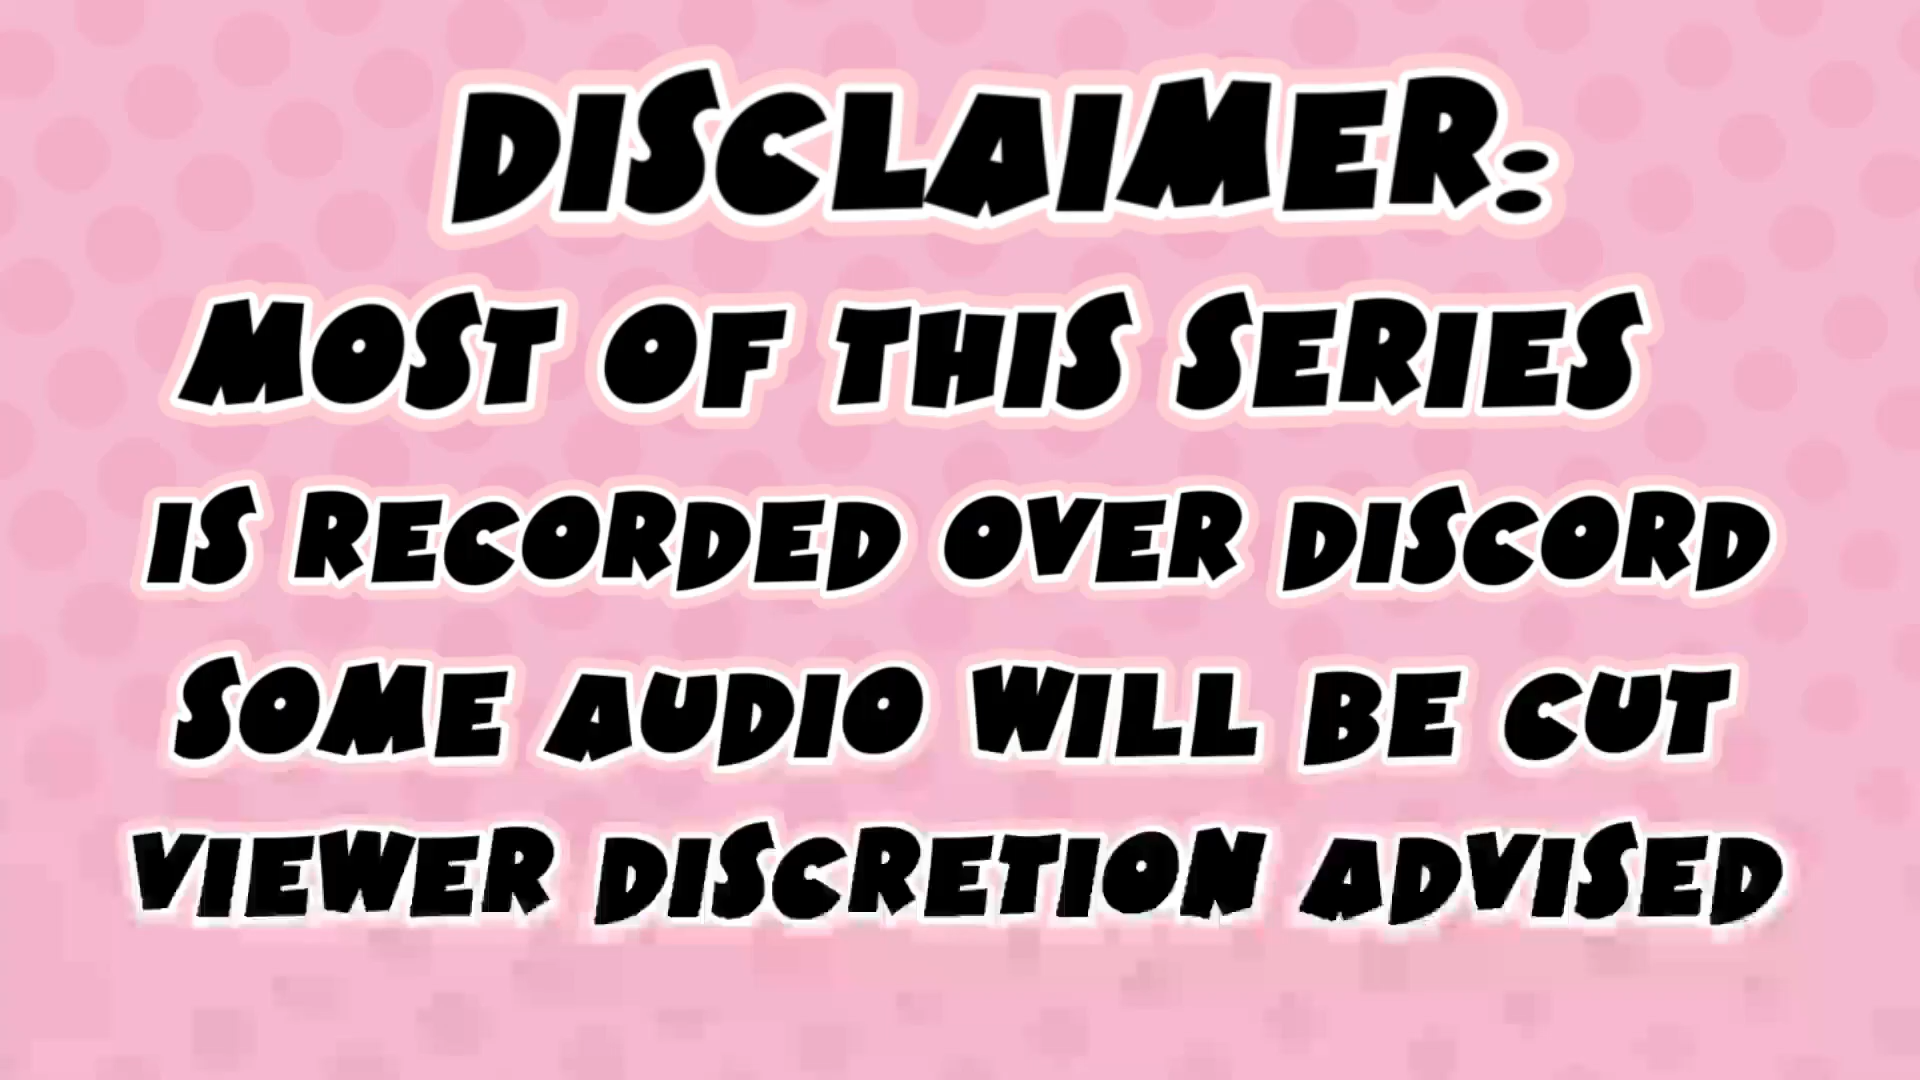 DISCLAIMER:
MOST OF THIS SERIES
IS RECORDED OVER DISCORD
SOME AUDIO WILL BE CUT
VIEWER DISCRETION ADVISED